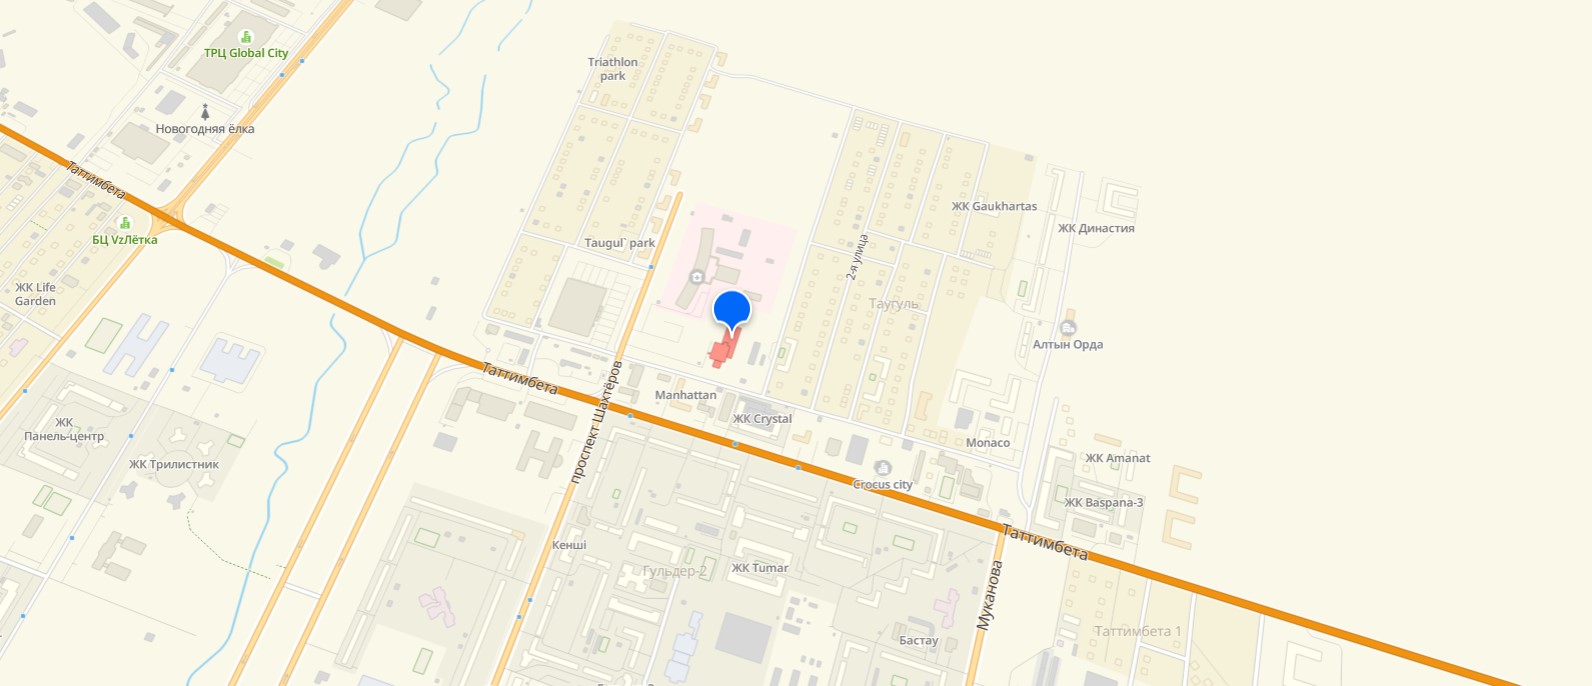 ТРЦ Global City
Triathlon
park
Новогодняя ёлка
Таттимбета
БЦ VzЛётка
ЖК Gaukhartas
ЖК Династия
Taugul` park
2-я улица
ЖК Life
Garden
Таугуль
Алтын Орда
Таттимбета
проспект Шахтёров
Manhattan
ЖК Crystal
ЖК
Панель-центр
ЖК Трилистник
Monaco
ЖК Amanat
Crocus city
ЖК Baspana-3
Таттимбета
Кенші
Гульдер-2
ЖК Tumar
Муканова
Бастау
Таттимбета 1